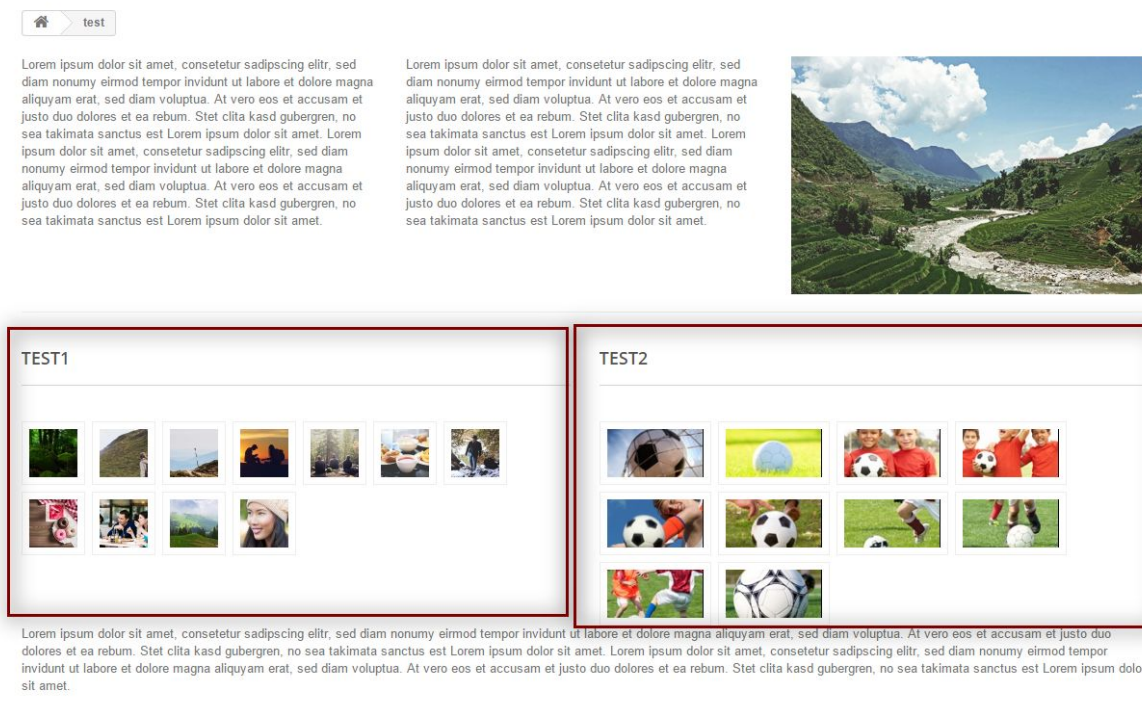 test
Lorem ipsum dolor sit amet, consetetur sadipscing elitr, sed
diam nonumy eirmod tempor invidunt ut labore et dolore magna
aliquyam erat, sed diam voluptua. At vero eos et accusam et
justo duo dolores et ea rebum. Stet clita kasd gubergren, no
sea takimata sanctus est Lorem ipsum dolor sit amet. Lorem
ipsum dolor sit amet, consetetur sadipscing elitr, sed diam
nonumy eirmod tempor invidunt ut labore et dolore magna
aliquyam erat, sed diam voluptua. At vero eos et accusam et
justo duo dolores et ea rebum. Stet clita kasd gubergren, no
sea takimata sanctus est Lorem ipsum dolor sit amet.
Lorem ipsum dolor sit amet, consetetur sadipscing elitr, sed
diam nonumy eirmod tempor invidunt ut labore et dolore magna
aliquyam erat, sed diam voluptua. At vero eos et accusam et
justo duo dolores et ea rebum. Stet clita kasd gubergren, no
sea takimata sanctus est Lorem ipsum dolor sit amet. Lorem
ipsum dolor sit amet, consetetur sadipscing elitr, sed diam
nonumy eirmod tempor invidunt ut labore et dolore magna
aliquyam erat, sed diam voluptua. At vero eos et accusam et
justo duo dolores et ea rebum. Stet clita kasd gubergren, no
sea takimata sanctus est Lorem ipsum dolor sit amet.
TEST1
TEST2
Lorem ipsum dolor sit amet, consetetur sadipscing elitr, sed diam nonumy eirmod tempor invidunt ut labore et dolore magna aliquyam erat, sed diam voluptua. At vero eos et accusam et justo duo
dolores et ea rebum. Stet clita kasd gubergren, no sea takimata sanctus est Lorem ipsum dolor sit amet. Lorem ipsum dolor sit amet, consetetur sadipscing elitr, sed diam nonumy eirmod tempor
invidunt ut labore et dolore magna aliquyam erat, sed diam voluptua. At vero eos et accusam et justo duo dolores et ea rebum. Stet clita kasd gubergren, no sea takimata sanctus est Lorem ipsum dolo
sit amet.